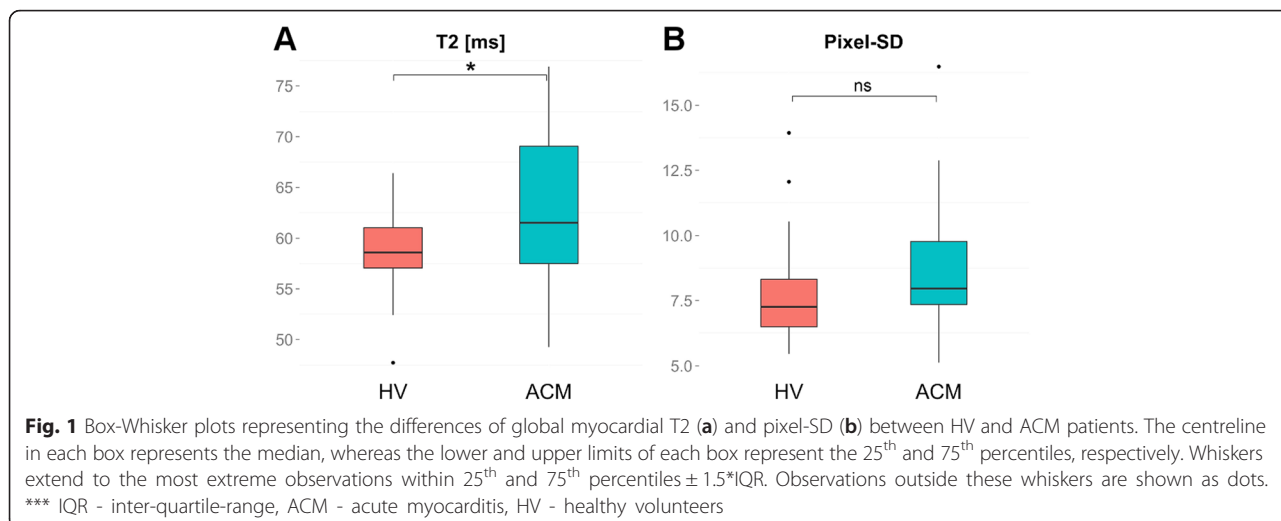 A
T2 [ms]
*
75
70
65
60
55
50
HV
ACM
B
Pixel-SD
ns
15.0
12.5
10.0
7.5
5.0
HV
ACM
Fig. 1 Box-Whisker plots representing the differences of global myocardial T2 (a) and pixel-SD (b) between HV and ACM patients. The centreline
in each box represents the median, whereas the lower and upper limits of each box represent the 25th and 75th percentiles, respectively. Whiskers
extend to the most extreme observations within 25th and 75th percentiles ± 1.5*IQR. Observations outside these whiskers are shown as dots.
*** IQR - inter-quartile-range, ACM - acute myocarditis, HV - healthy volunteers